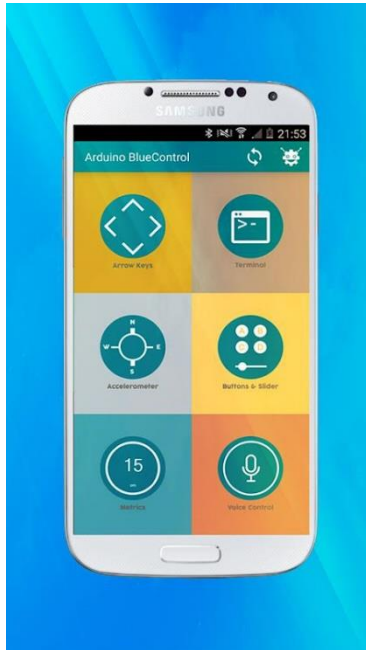 SAMSUNG
21:53
Arduino BlueControl
Arrow Keys
>-
Terminal
N
W
E
S
Accelerometer
A B
C D
Buttons & Slider
15
Metrics
Voice Control